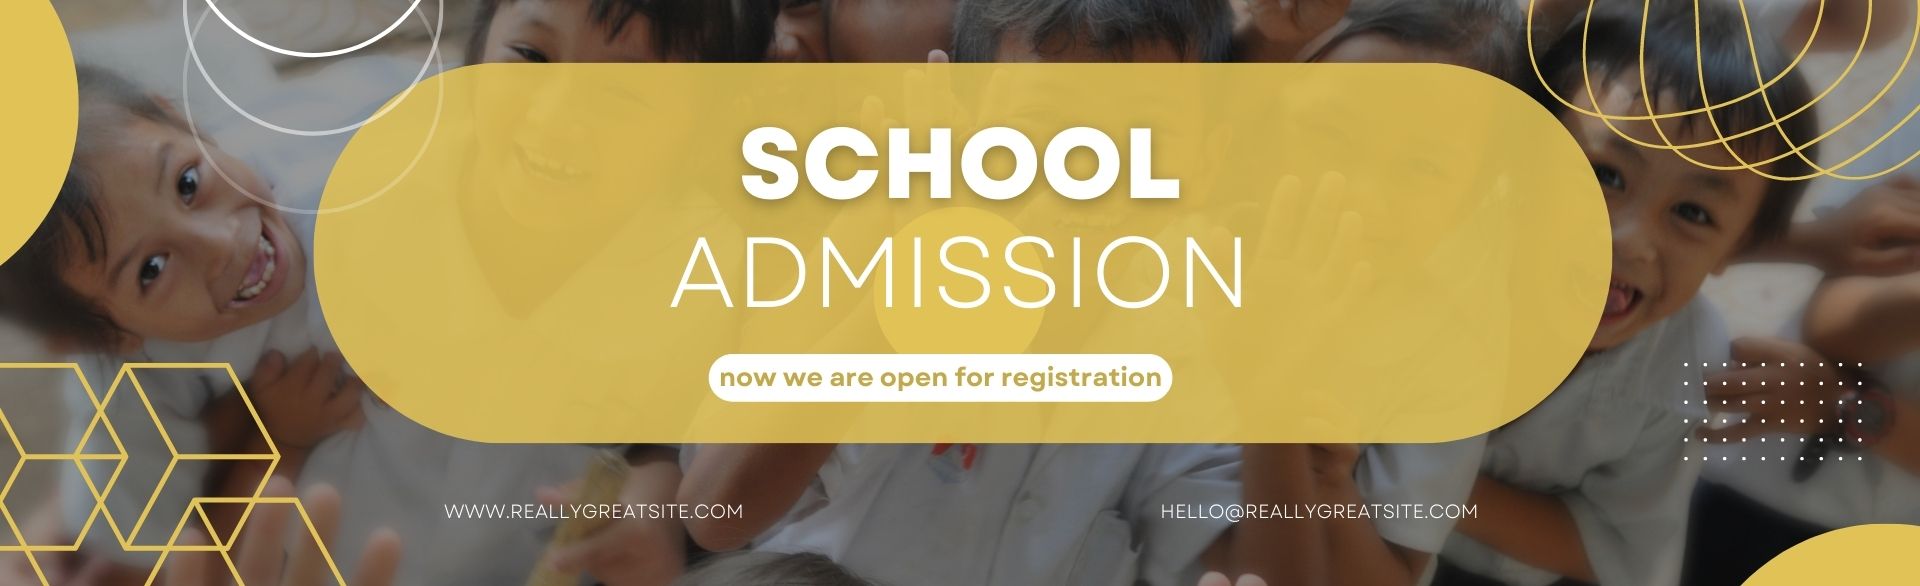 SCHOOL
ADMISSION
now we are open for registration
WWW.REALLYGREATSITE.COM
HELLO@REALLYGREATSITE.COM